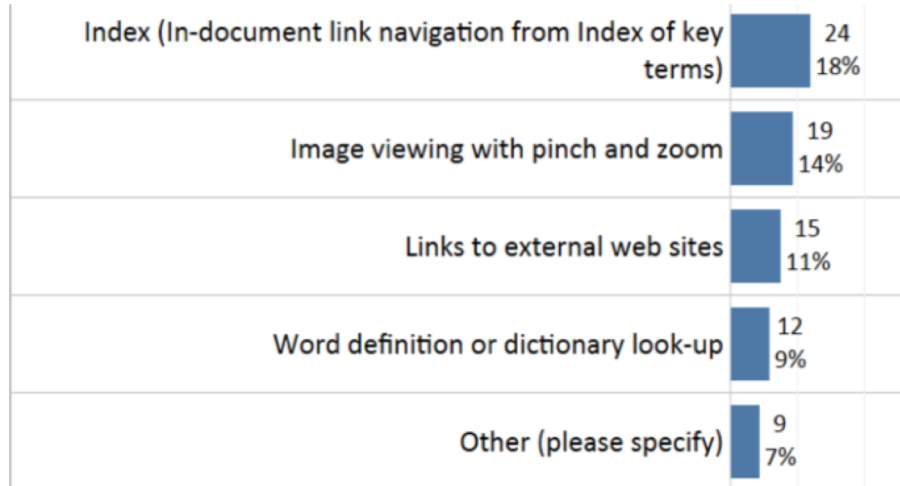 Index (In-document link navigation from Index of key
terms)
24
18%
Image viewing with pinch and zoom
19
14%
Links to external web sites
15
11%
Word definition or dictionary look-up
12
9%
Other (please specify)
9
7%